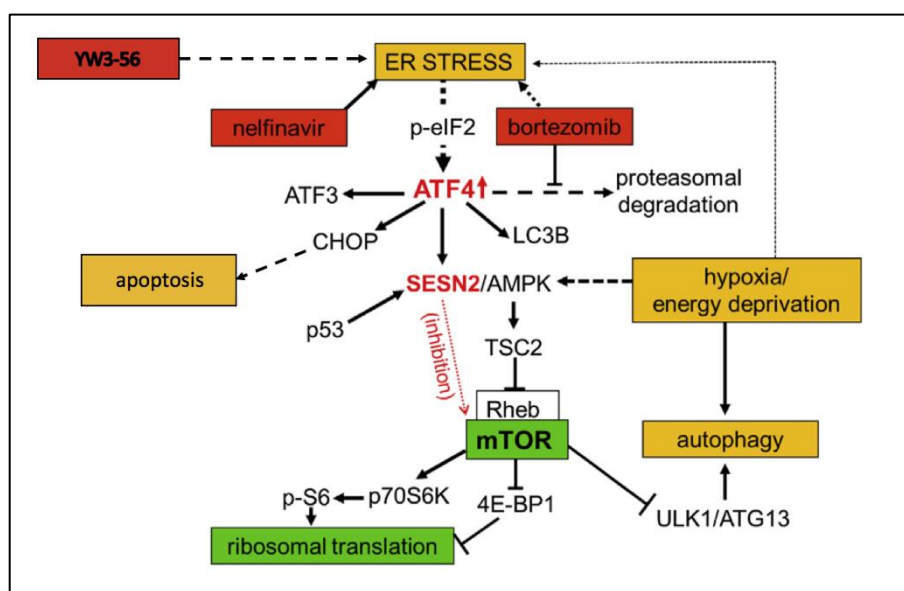 YW3-56
ER STRESS
nelfinavir
p-eIF2
bortezomib
ATF3
ATF4
proteasomal
degradation
CHOP
LC3B
apoptosis
SESN2/AMPK
hypoxia/
energy deprivation
p53
(inhibition)
TSC2
Rheb
mTOR
autophagy
p-S6
p70S6K
4E-BP1
ULK1/ATG13
ribosomal translation